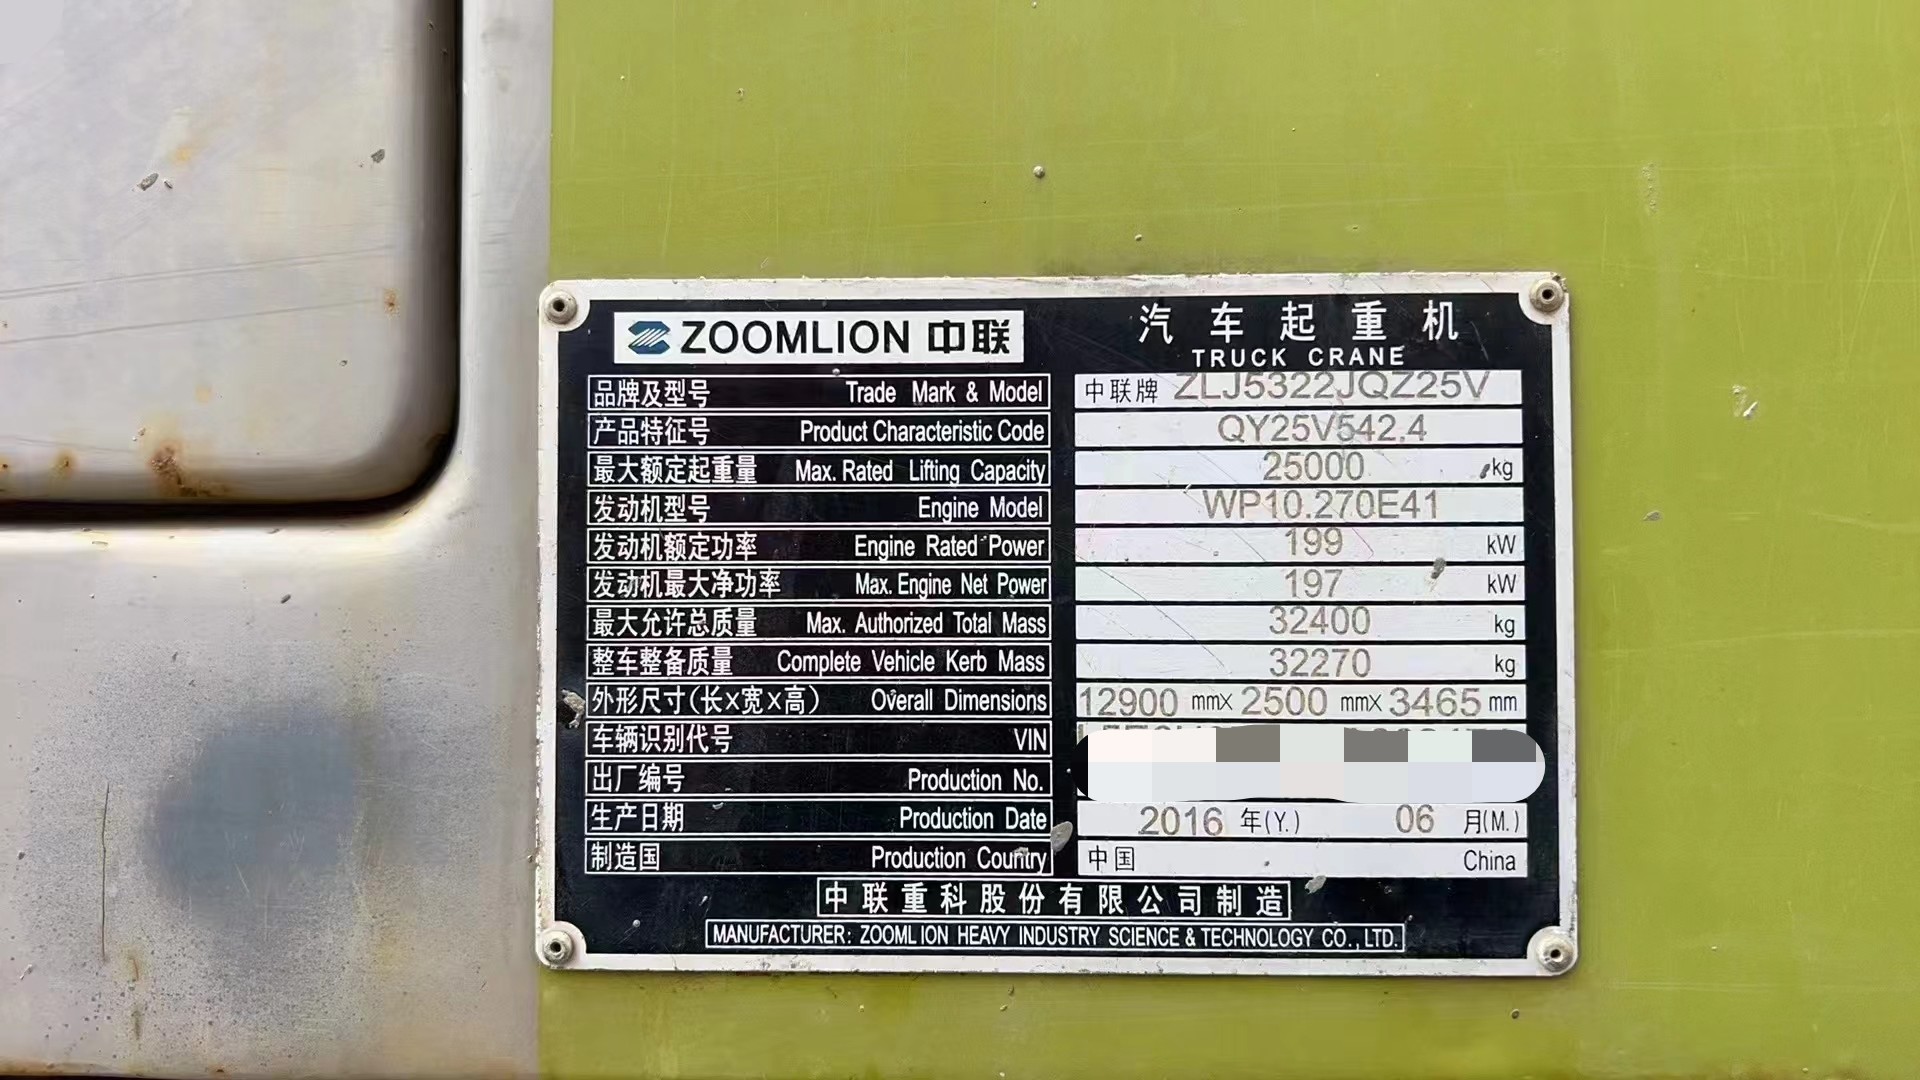 ZOOMLION 中联
汽车起重机
TRUCK CRANE
品牌及型号 Trade Mark & Model 中联牌 ZLJ5322JQZ25V
产品特征号 Product Characteristic Code QY25V542.4
最大额定起重量 Max. Rated Lifting Capacity 25000 kg
发动机型号 Engine Model WP10.270E41
发动机额定功率 Engine Rated Power 199 kW
发动机最大净功率 Max. Engine Net Power 197 kW
最大允许总质量 Max. Authorized Total Mass 32400 kg
整车整备质量 Complete Vehicle Kerb Mass 32270 kg
外形尺寸(长×宽×高) Overall Dimensions 12900 mm× 2500 mm× 3465 mm
车辆识别代号 VIN
出厂编号 Production No.
生产日期 Production Date 2016 年(Y.) 06 月(M.)
制造国 Production Country 中国 China
中联重科股份有限公司制造
MANUFACTURER: ZOOMLION HEAVY INDUSTRY SCIENCE & TECHNOLOGY CO., LTD.